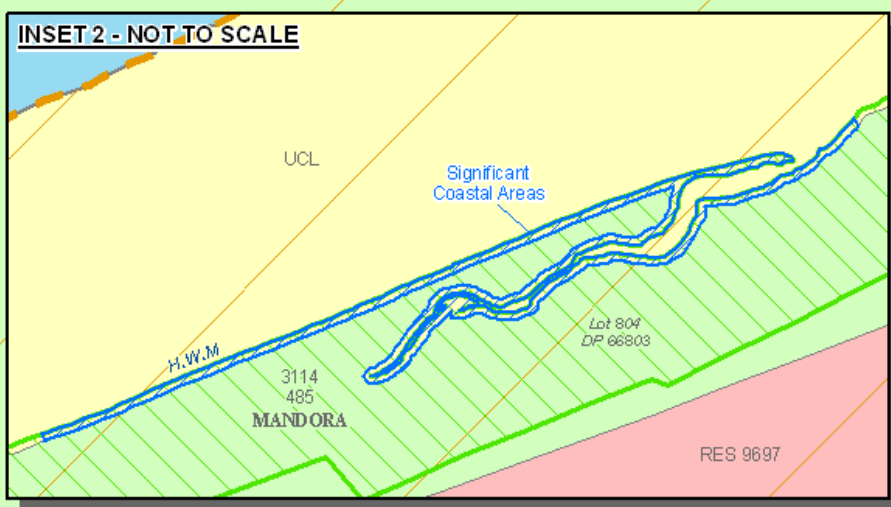 INSET 2 - NOT TO SCALE
UCL
Significant
Coastal Areas
Lot 804
DP 66803
H.W.M
3114
485
MANDORA
RES 9697